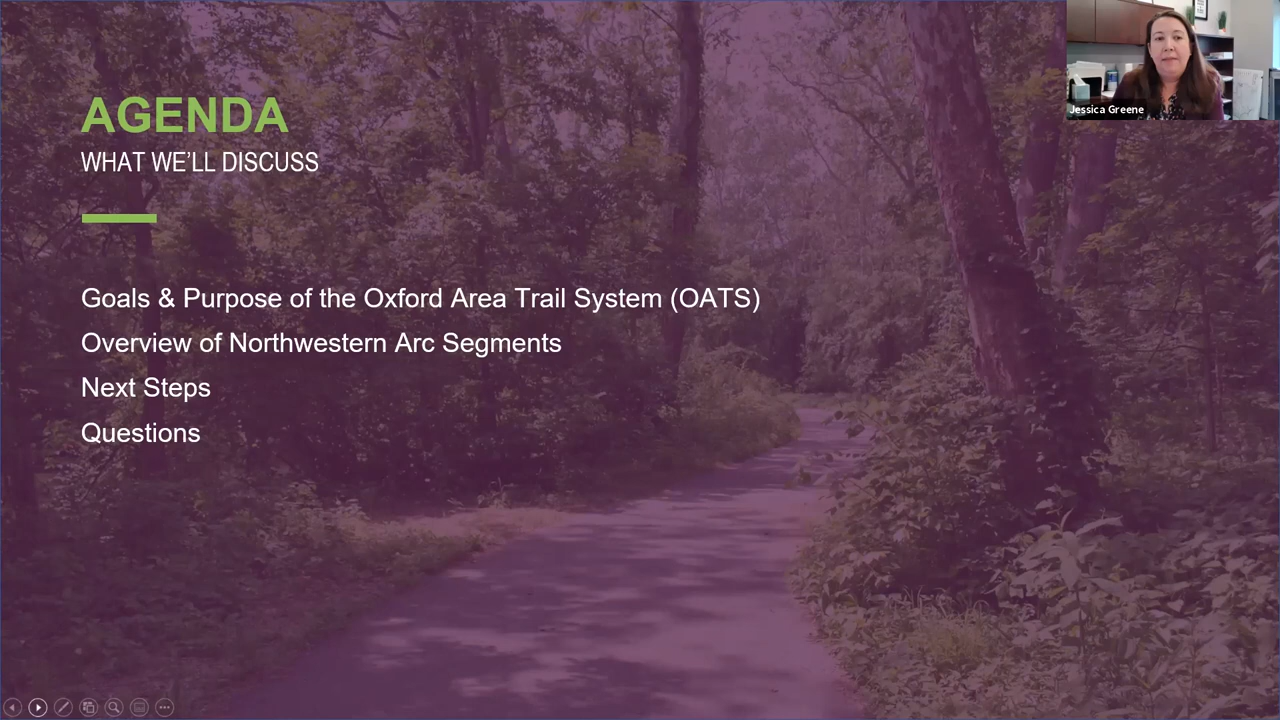 AGENDA
WHAT WE'LL DISCUSS
Goals & Purpose of the Oxford Area Trail System (OATS)
Overview of Northwestern Arc Segments
Next Steps
Questions
Jessica Greene